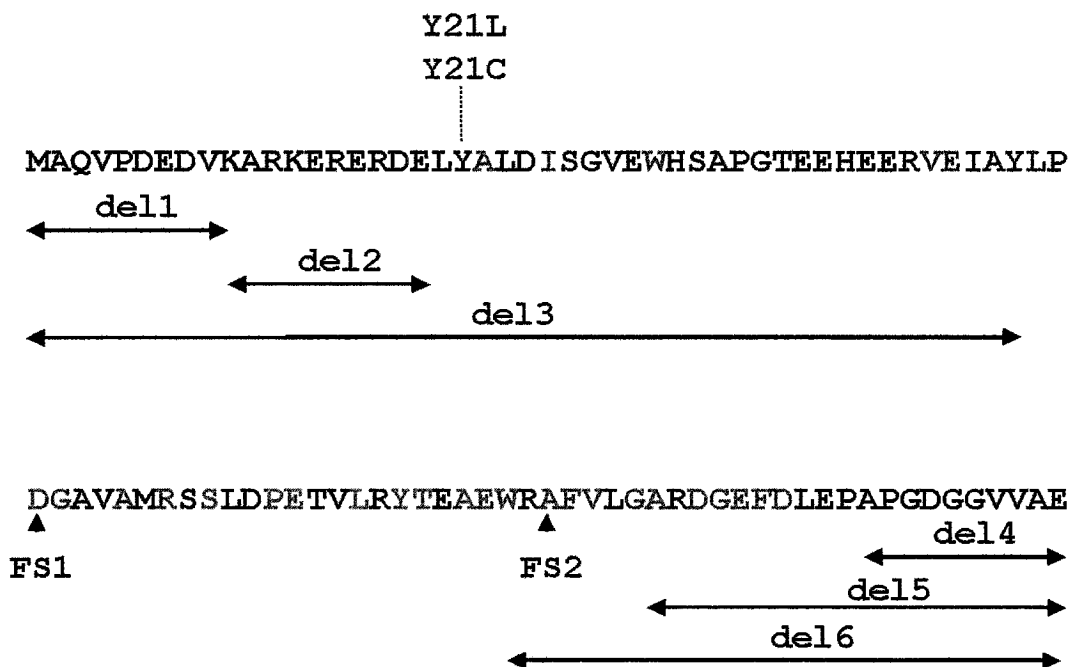 Y21L
Y21C
MAQVPDEDVKARKERERDELYALDISGVEWHSAPGTEEHEERVEIAYLP
del1
del2
del3
DGAVAMRSSLDPETVLRYTEAEWRAFVLGARDGEFDLEPAPGDGGVVAE
FS1
FS2
del4
del5
del6